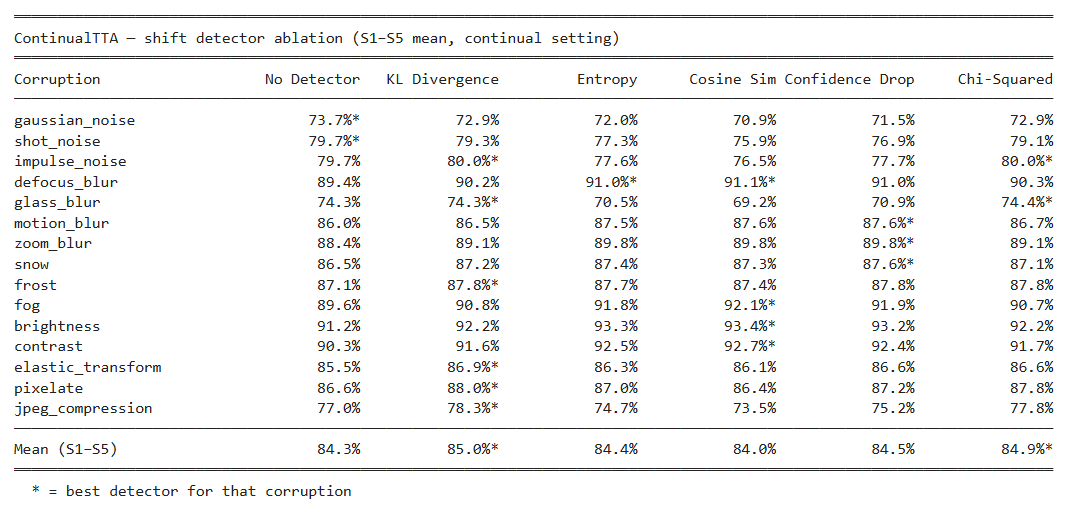 ContinualTTA — shift detector ablation (S1–S5 mean, continual setting)
Corruption No Detector KL Divergence Entropy Cosine Sim Confidence Drop Chi-Squared
gaussian_noise 73.7%* 72.9% 72.0% 70.9% 71.5% 72.9%
shot_noise 79.7%* 79.3% 77.3% 75.9% 76.9% 79.1%
impulse_noise 79.7% 80.0%* 77.6% 76.5% 77.7% 80.0%*
defocus_blur 89.4% 90.2% 91.0%* 91.1%* 91.0% 90.3%
glass_blur 74.3% 74.3%* 70.5% 69.2% 70.9% 74.4%*
motion_blur 86.0% 86.5% 87.5% 87.6% 87.6%* 86.7%
zoom_blur 88.4% 89.1% 89.8% 89.8% 89.8%* 89.1%
snow 86.5% 87.2% 87.4% 87.3% 87.6%* 87.1%
frost 87.1% 87.8%* 87.7% 87.4% 87.8% 87.8%
fog 89.6% 90.8% 91.8% 92.1%* 91.9% 90.7%
brightness 91.2% 92.2% 93.3% 93.4%* 93.2% 92.2%
contrast 90.3% 91.6% 92.5% 92.7%* 92.4% 91.7%
elastic_transform 85.5% 86.9%* 86.3% 86.1% 86.6% 86.6%
pixelate 86.6% 88.0%* 87.0% 86.4% 87.2% 87.8%
jpeg_compression 77.0% 78.3%* 74.7% 73.5% 75.2% 77.8%
Mean (S1–S5) 84.3% 85.0%* 84.4% 84.0% 84.5% 84.9%*
* = best detector for that corruption